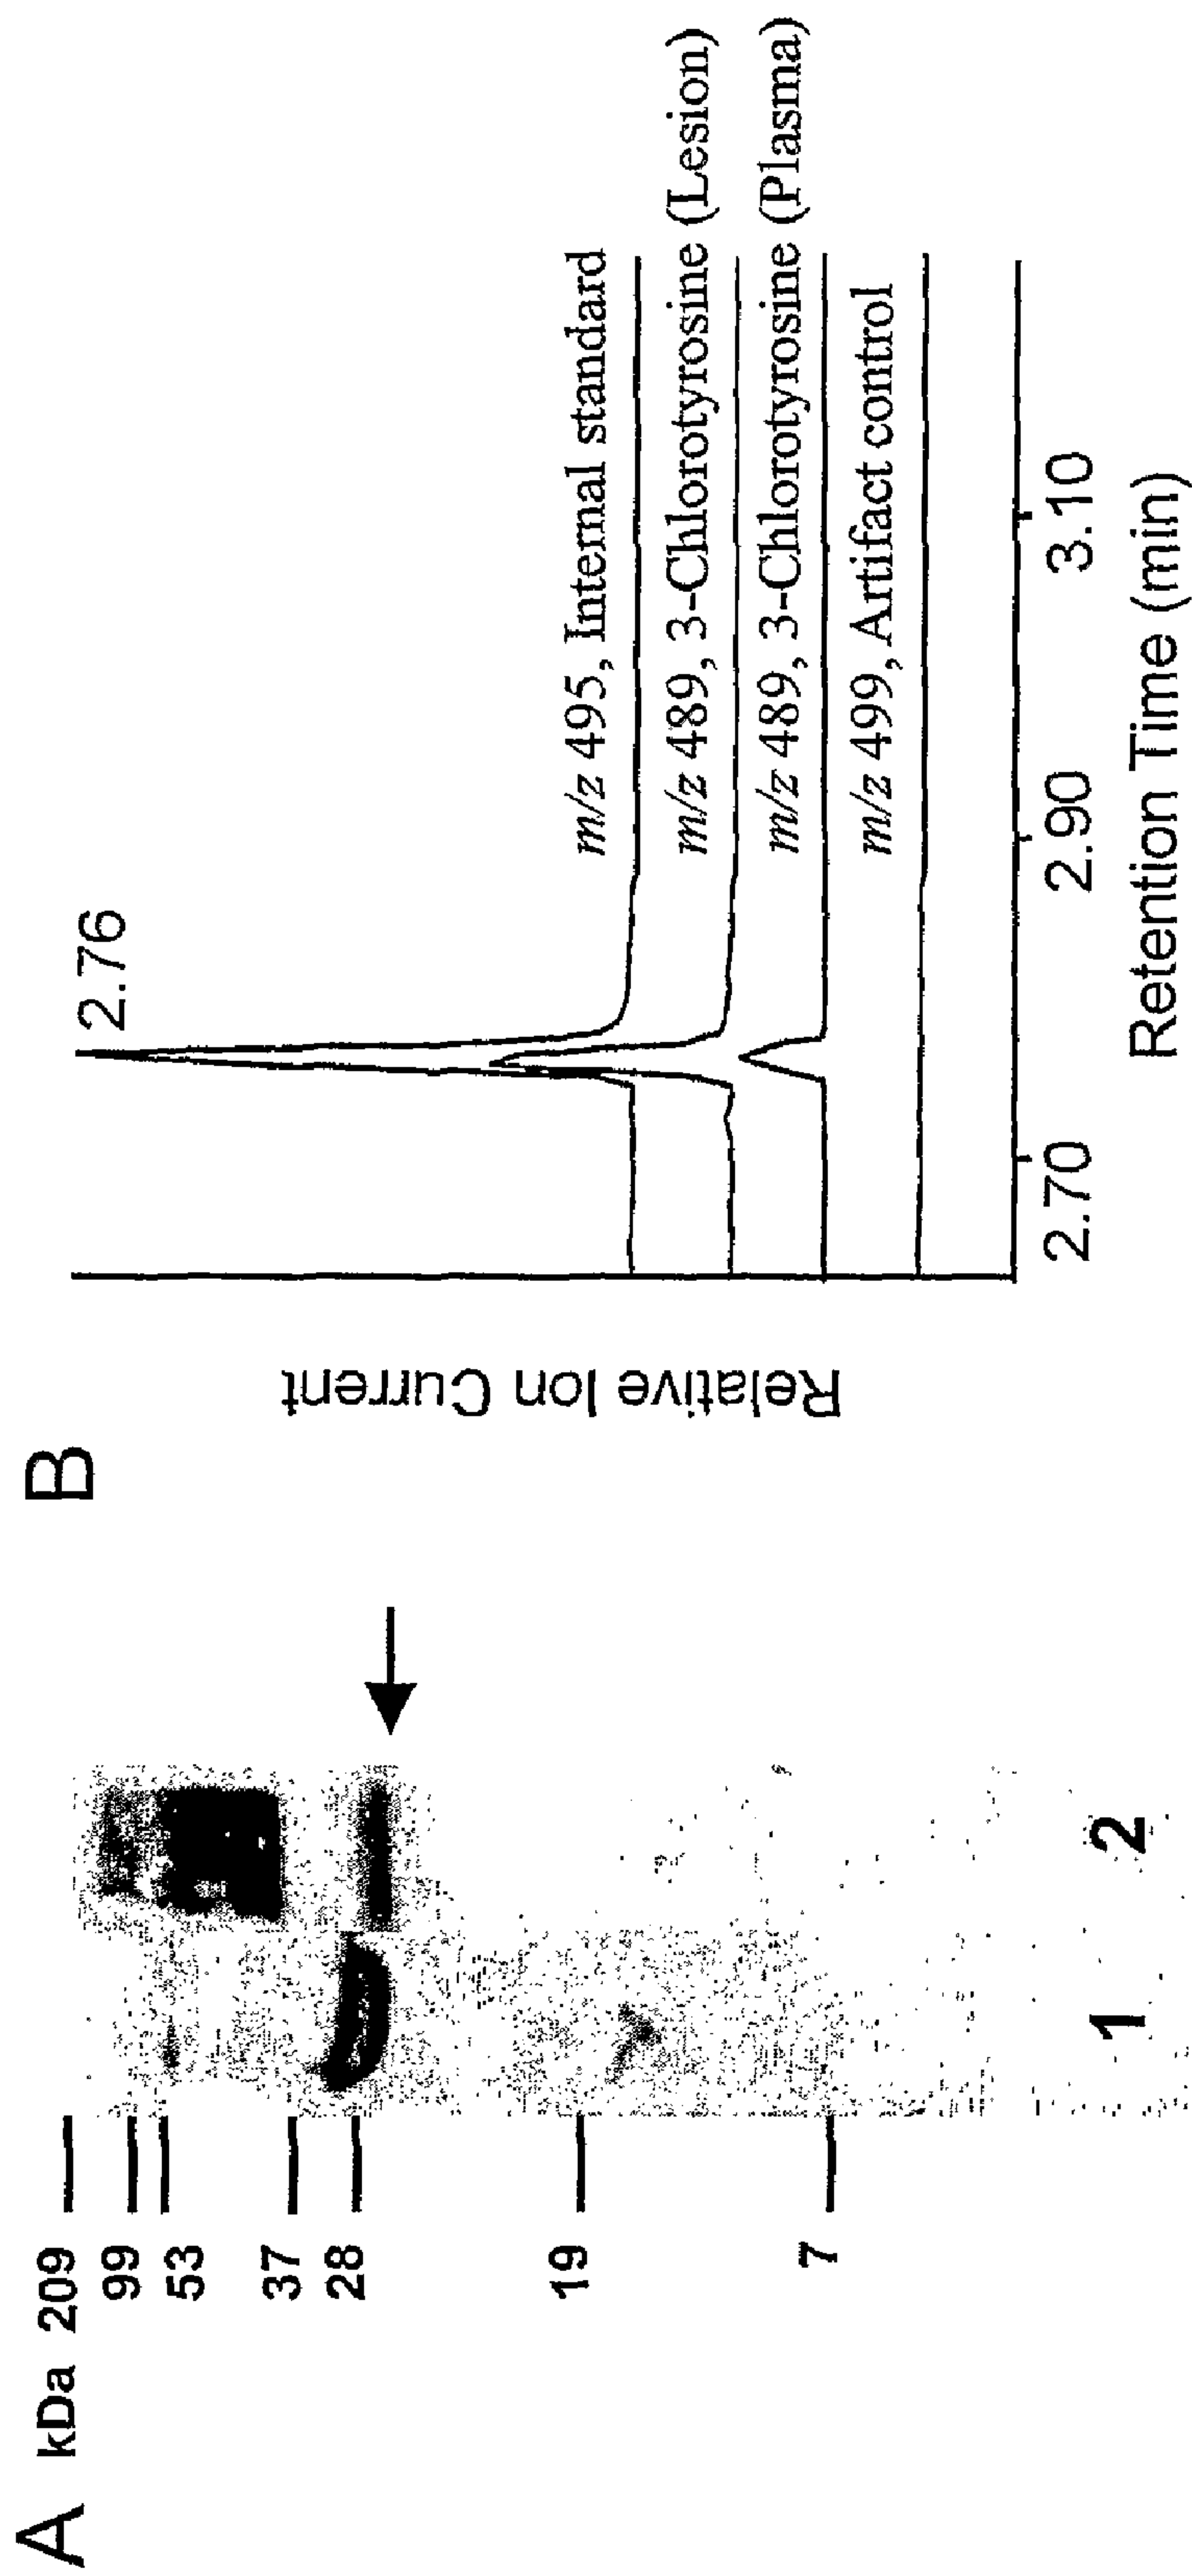 A
kDa 209
99
53
37
28
19
7
1 2
B
Relative Ion Current
2.76
m/z 495, Internal standard
m/z 489, 3-Chlorotyrosine (Lesion)
m/z 489, 3-Chlorotyrosine (Plasma)
m/z 499, Artifact control
2.70 2.90 3.10
Retention Time (min)